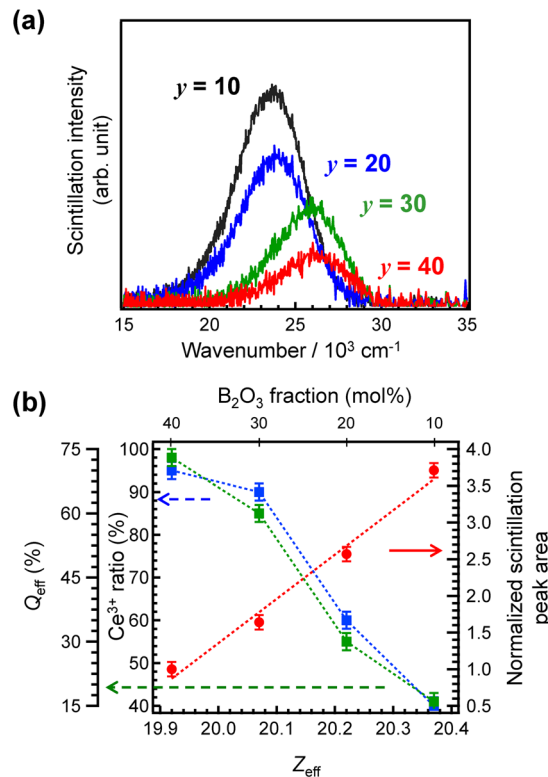 (a)
Scintillation intensity
(arb. unit)
y = 10
y = 20
y = 30
y = 40
15 20 25 30 35
Wavenumber / 10³ cm⁻¹
(b)
B₂O₃ fraction (mol%)
40 30 20 10
Q_eff (%)
75
60
45
30
15
Ce³⁺ ratio (%)
100
90
80
70
60
50
40
4.0
3.5
3.0
2.5
2.0
1.5
1.0
0.5
Normalized scintillation
peak area
19.9 20.0 20.1 20.2 20.3 20.4
Z_eff